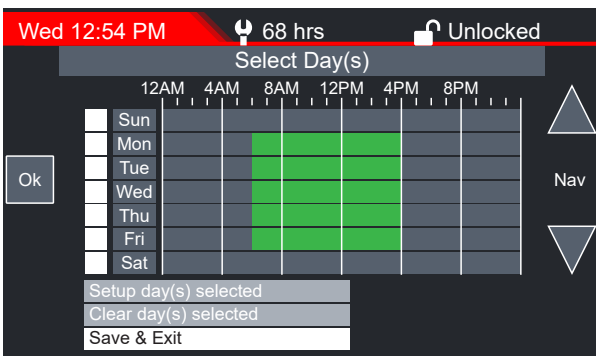 Wed 12:54 PM 68 hrs Unlocked
Select Day(s)
12AM 4AM 8AM 12PM 4PM 8PM
Sun
Mon
Tue
Ok Wed Nav
Thu
Fri
Sat
Setup day(s) selected
Clear day(s) selected
Save & Exit